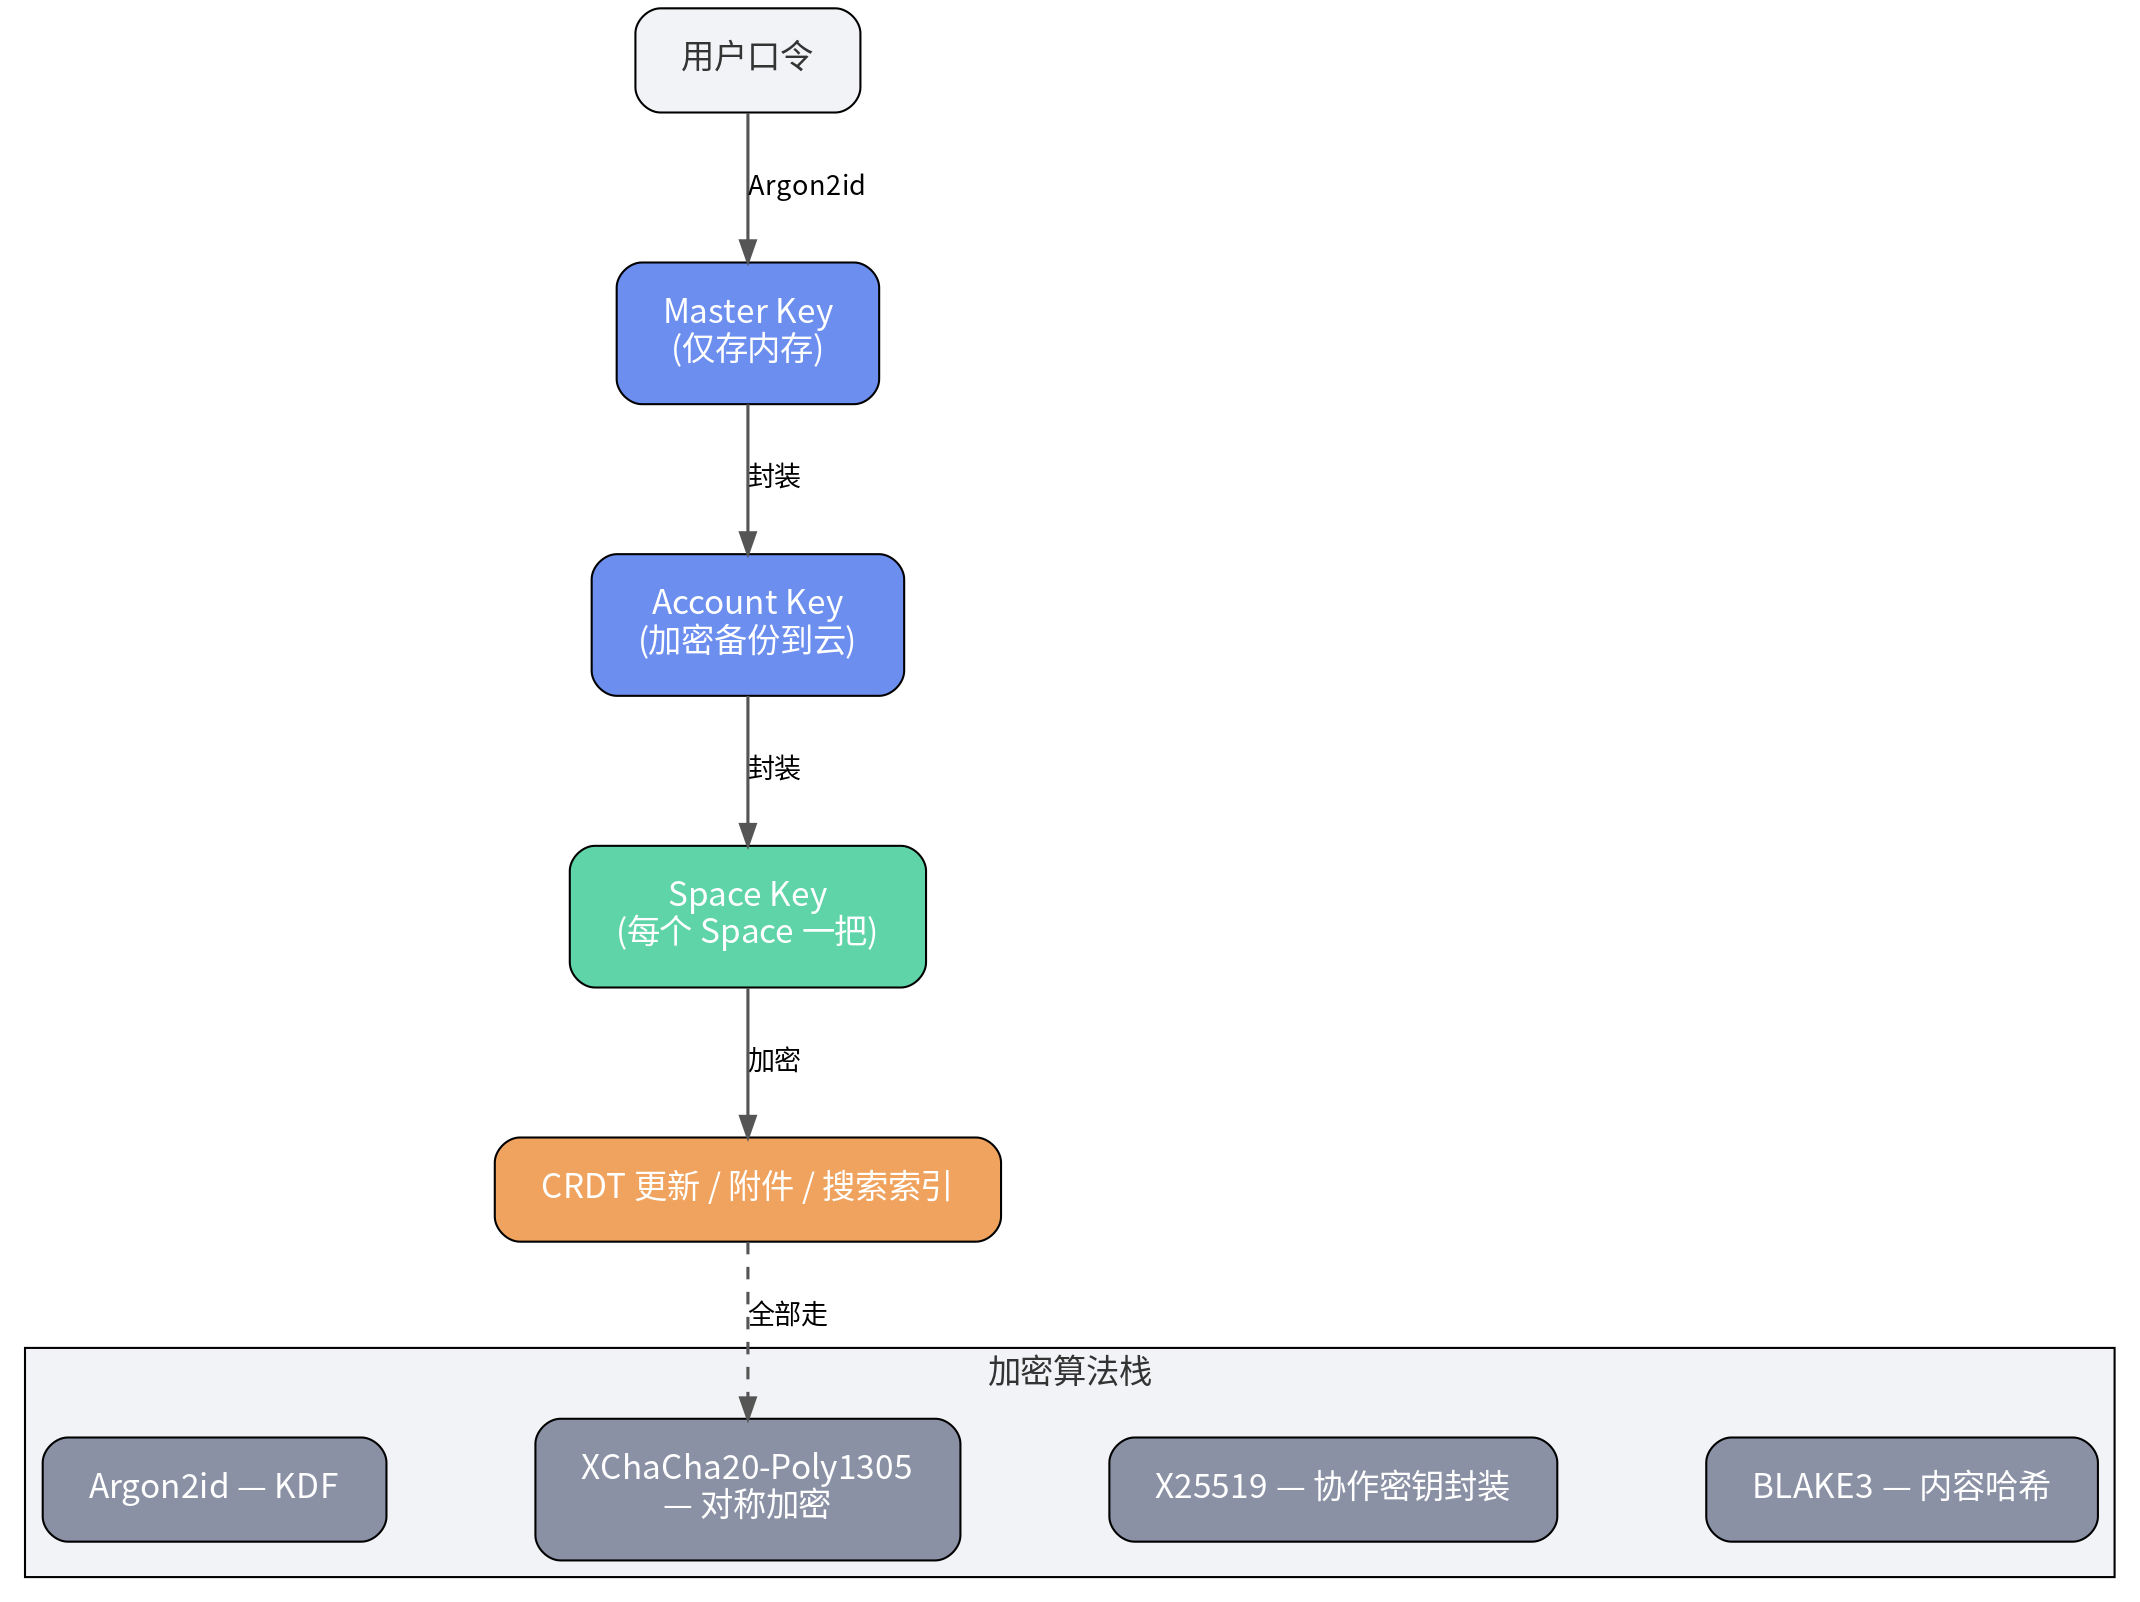 用户口令
Argon2id
Master Key
(仅存内存)
封装
Account Key
(加密备份到云)
封装
Space Key
(每个 Space 一把)
加密
CRDT 更新 / 附件 / 搜索索引
全部走
加密算法栈
Argon2id — KDF
XChaCha20-Poly1305
— 对称加密
X25519 — 协作密钥封装
BLAKE3 — 内容哈希